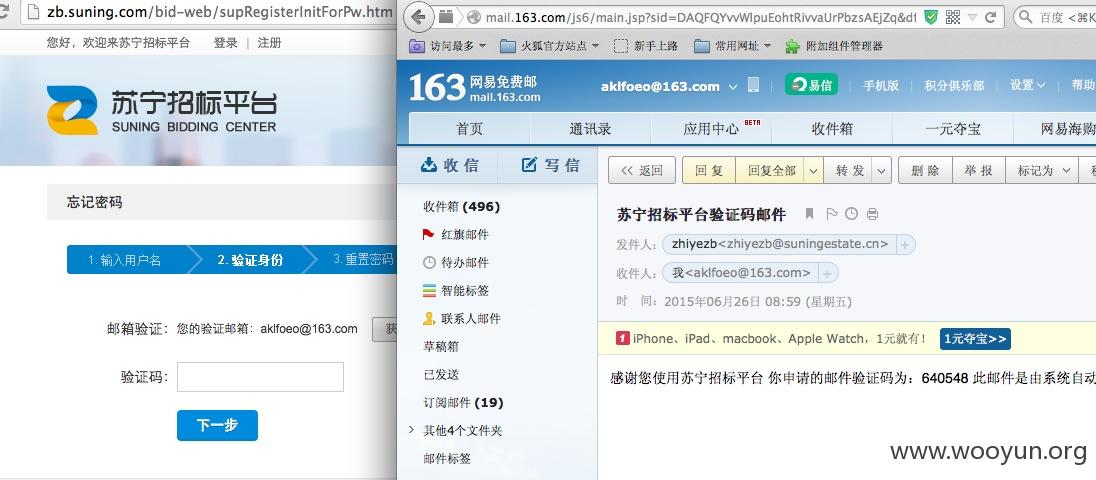 zb.suning.com/bid-web/supRegisterInitForPw.htm
您好，欢迎来苏宁招标平台 登录 | 注册
苏宁招标平台
SUNING BIDDING CENTER
忘记密码
1. 输入用户名 2. 验证身份 3. 重置密码
邮箱验证： 您的验证邮箱：aklfoeo@163.com
验证码：
下一步
mail.163.com/js6/main.jsp?sid=DAQFQYvvWlpuEohtRivvaUrPbzsAEJZq&df
百度 <⌘K
访问最多 火狐官方站点 新手上路 常用网址 附加组件管理器
163 网易免费邮
mail.163.com
aklfoeo@163.com 易信 手机版 积分俱乐部 设置 帮助
首页 通讯录 应用中心 BETA 收件箱 一元夺宝 网易海购
收信 写信
<< 返回 回复 回复全部 转发 删除 举报 标记为
收件箱 (496)
红旗邮件
待办邮件
智能标签
联系人邮件
草稿箱
已发送
订阅邮件 (19)
其他4个文件夹
邮件标签
苏宁招标平台验证码邮件
发件人： zhiyezb<zhiyezb@suningestate.cn> +
收件人： 我<aklfoeo@163.com> +
时 间： 2015年06月26日 08:59 (星期五)
1 iPhone、iPad、macbook、Apple Watch，1元就有！ 1元夺宝>>
感谢您使用苏宁招标平台 你申请的邮件验证码为：640548 此邮件是由系统自动
www.wooyun.org